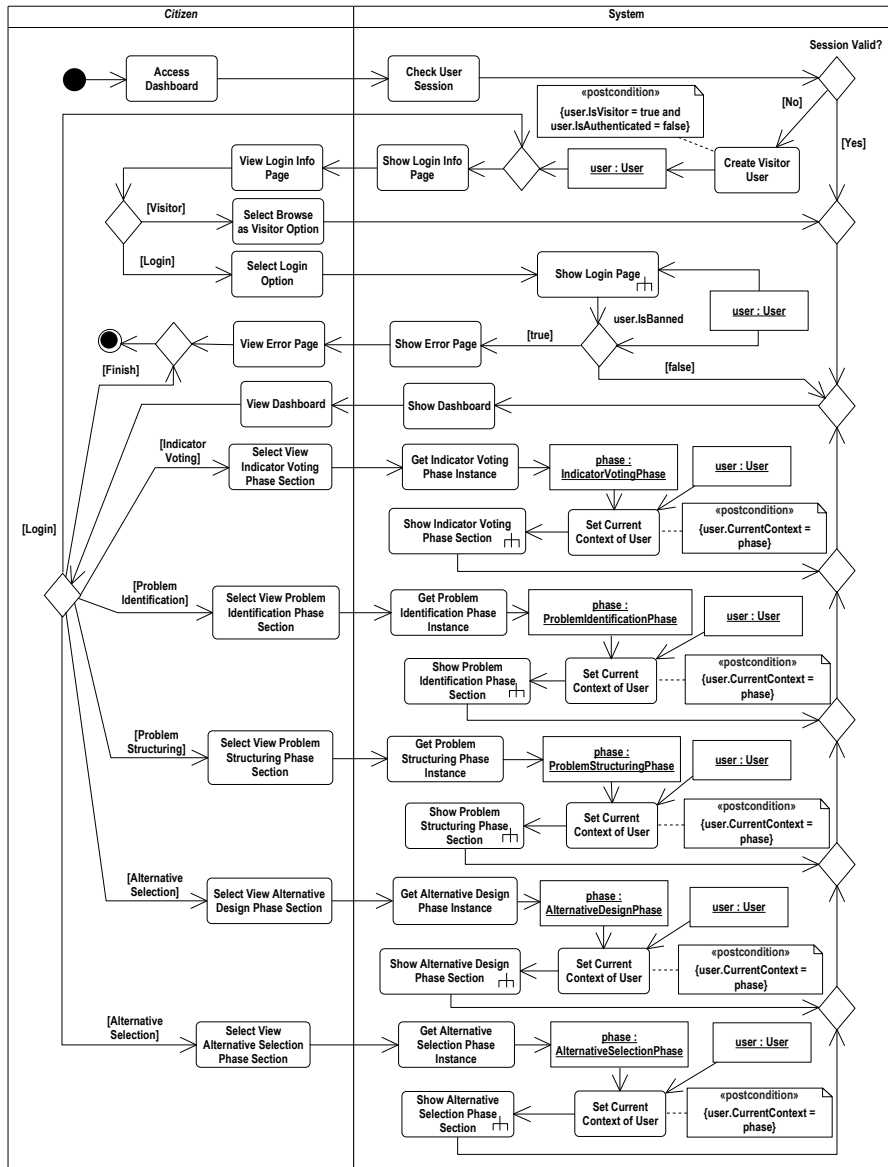 Citizen
System
Session Valid?
Access
Dashboard
Check User
Session
«postcondition»
{user.IsVisitor = true and
user.IsAuthenticated = false}
[No]
[Yes]
View Login Info
Page
Show Login Info
Page
user : User
Create Visitor
User
[Visitor]
Select Browse
as Visitor Option
[Login]
Select Login
Option
Show Login Page
user : User
user.IsBanned
[true]
[false]
View Error Page
Show Error Page
[Finish]
View Dashboard
Show Dashboard
[Indicator
Voting]
Select View
Indicator Voting
Phase Section
Get Indicator Voting
Phase Instance
phase :
IndicatorVotingPhase
user : User
[Login]
Show Indicator Voting
Phase Section
Set Current
Context of User
«postcondition»
{user.CurrentContext =
phase}
[Problem
Identification]
Select View Problem
Identification Phase
Section
Get Problem
Identification Phase
Instance
phase :
ProblemIdentificationPhase
user : User
Show Problem
Identification Phase
Section
Set Current
Context of User
«postcondition»
{user.CurrentContext =
phase}
[Problem
Structuring]
Select View Problem
Structuring Phase
Section
Get Problem
Structuring Phase
Instance
phase :
ProblemStructuringPhase
user : User
Show Problem
Structuring Phase
Section
Set Current
Context of User
«postcondition»
{user.CurrentContext =
phase}
[Alternative
Selection]
Select View Alternative
Design Phase Section
Get Alternative Design
Phase Instance
phase :
AlternativeDesignPhase
user : User
Show Alternative Design
Phase Section
Set Current
Context of User
«postcondition»
{user.CurrentContext =
phase}
[Alternative
Selection]
Select View
Alternative Selection
Phase Section
Get Alternative
Selection Phase
Instance
phase :
AlternativeSelectionPhase
user : User
Show Alternative
Selection Phase
Section
Set Current
Context of User
«postcondition»
{user.CurrentContext =
phase}